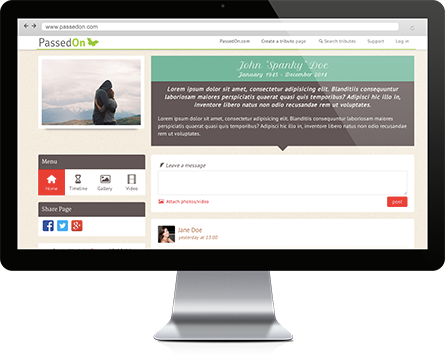 www.passedon.com
PassedOn
PassedOn.com Create a tribute page Search tributes Support Log in
John "Spanky" Doe
January 1945 - December 2014
Lorem ipsum dolor sit amet, consectetur adipisicing elit. Blanditiis consequuntur
laboriosam maiores perspiciatis quaerat quasi quis temporibus! Adipisci hic illo, in,
inventore libero natus non odio recusandae rem ut voluptates.
Lorem ipsum dolor sit amet, consectetur adipisicing elit. Blanditiis consequuntur laboriosam maiores
perspiciatis quaerat quasi quis temporibus! Adipisci hic illo, in, inventore libero natus non odio
recusandae rem ut voluptates.
Menu
Home Timeline Gallery Video
Share Page
Leave a message
Attach photos/video
post
Jane Doe
yesterday at 13:00